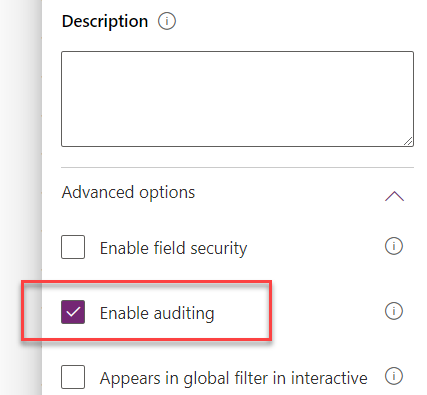 Description
Advanced options
Enable field security
Enable auditing
Appears in global filter in interactive